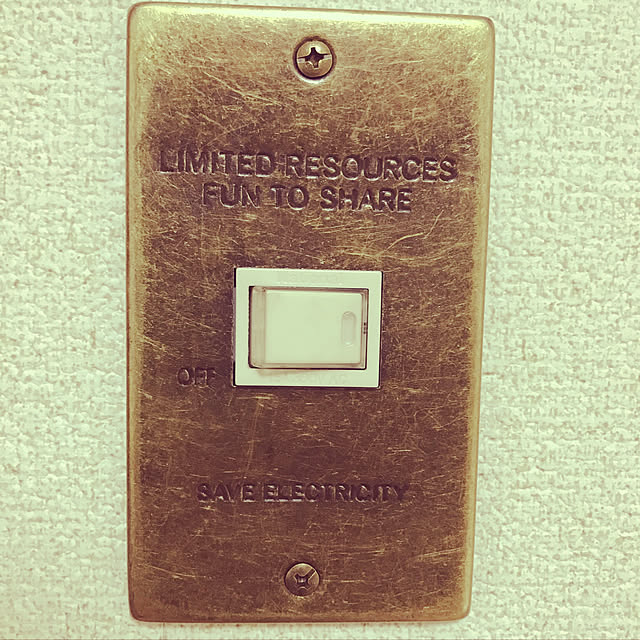 LIMITED RESOURCES
FUN TO SHARE
OFF
SAVE ELECTRICITY